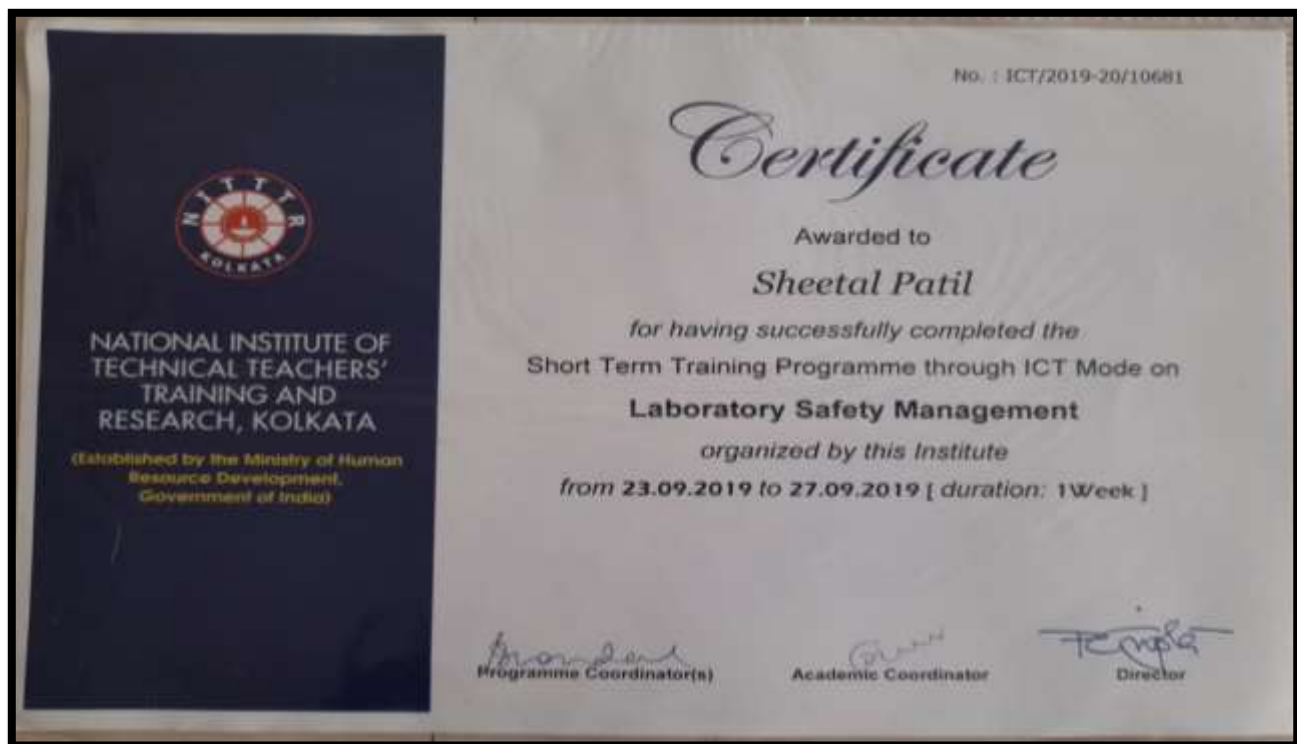 NITTTR
KOLKATA
NATIONAL INSTITUTE OF
TECHNICAL TEACHERS'
TRAINING AND
RESEARCH, KOLKATA
(Established by the Ministry of Human
Resource Development,
Government of India)
No. : ICT/2019-20/10681
Certificate
Awarded to
Sheetal Patil
for having successfully completed the
Short Term Training Programme through ICT Mode on
Laboratory Safety Management
organized by this Institute
from 23.09.2019 to 27.09.2019 [ duration: 1Week ]
Programme Coordinator(s)
Academic Coordinator
Director